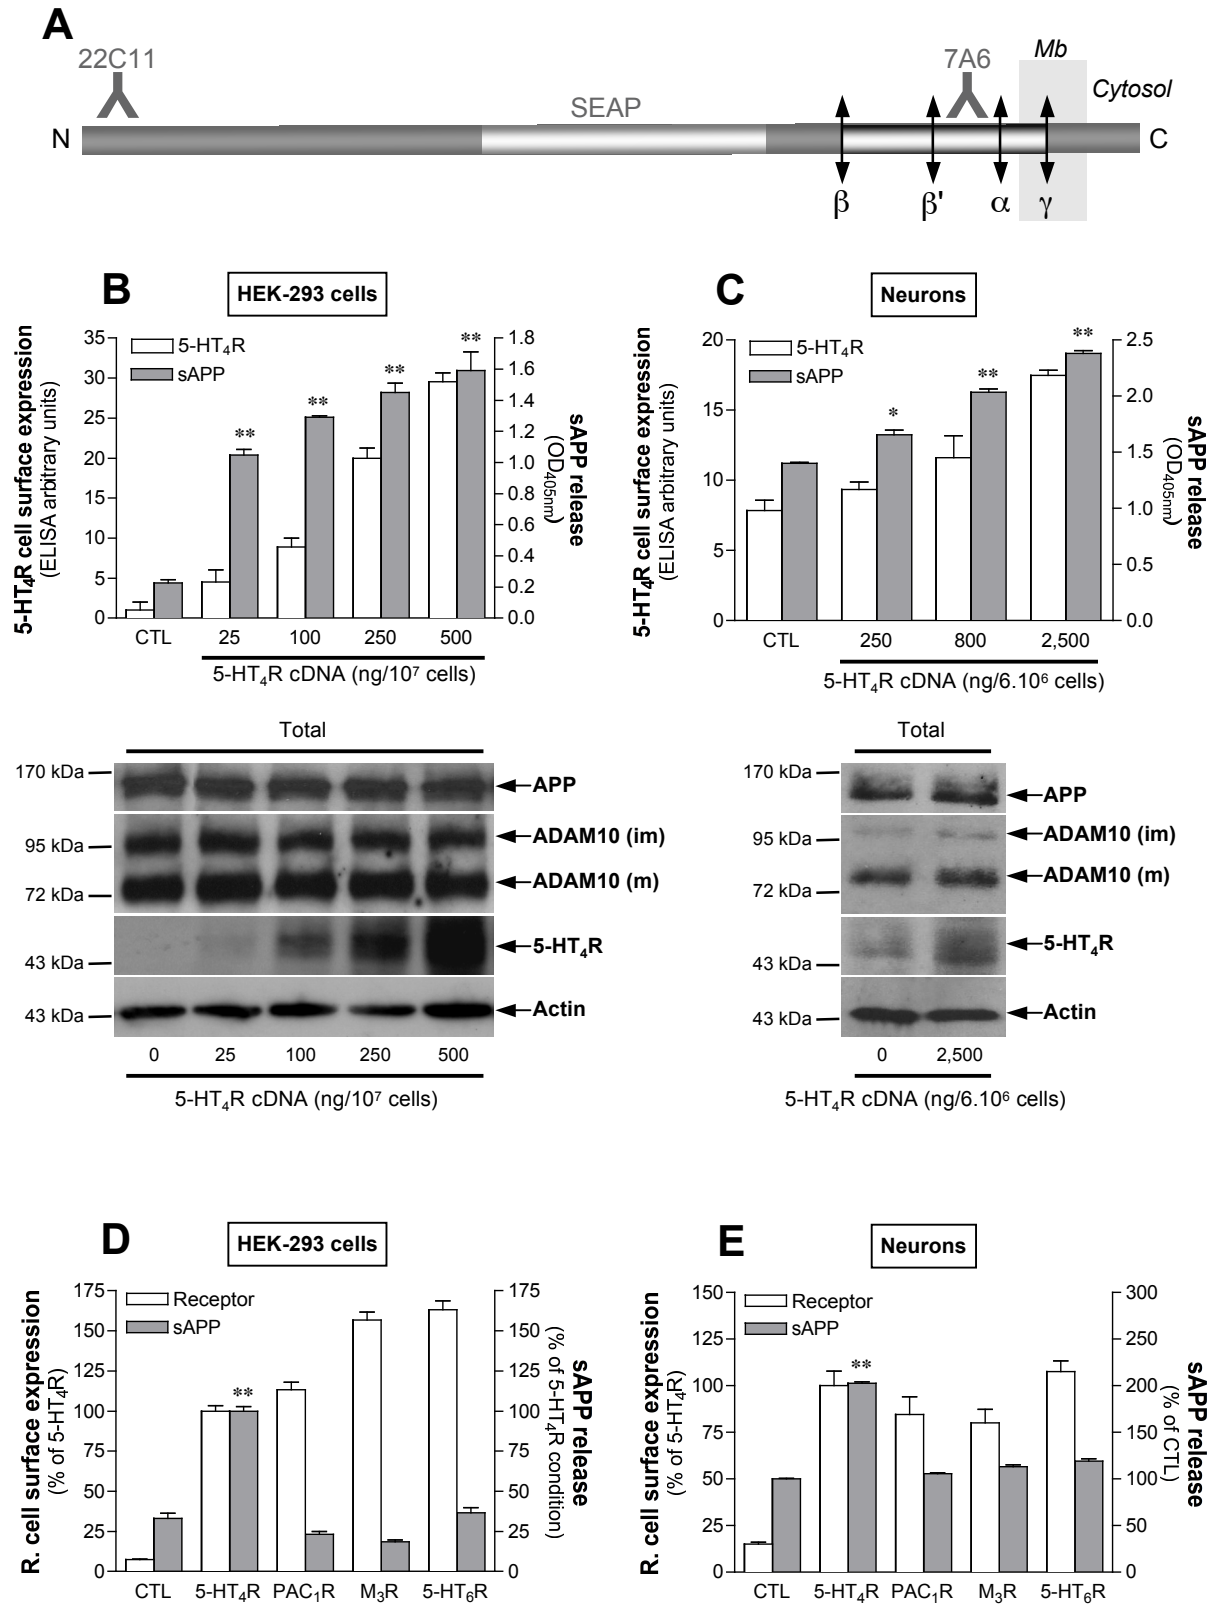 A
22C11
7A6
Mb
Cytosol
SEAP
N
C
β
β'
α
γ
B
HEK-293 cells
5-HT4R cell surface expression
(ELISA arbitrary units)
35
30
25
20
15
10
5
0
5-HT4R
sAPP
**
**
**
**
1.8
1.6
1.4
1.2
1.0
0.8
0.6
0.4
0.2
0.0
sAPP release
(OD405nm)
CTL 25 100 250 500
5-HT4R cDNA (ng/10⁷ cells)
C
Neurons
5-HT4R cell surface expression
(ELISA arbitrary units)
20
15
10
5
0
5-HT4R
sAPP
*
**
**
2.5
2.0
1.5
1.0
0.5
0.0
sAPP release
(OD405nm)
CTL 250 800 2,500
5-HT4R cDNA (ng/6.10⁶ cells)
Total
170 kDa
APP
ADAM10 (im)
95 kDa
ADAM10 (m)
72 kDa
5-HT4R
43 kDa
Actin
43 kDa
0 25 100 250 500
5-HT4R cDNA (ng/10⁷ cells)
Total
170 kDa
APP
ADAM10 (im)
95 kDa
ADAM10 (m)
72 kDa
5-HT4R
43 kDa
Actin
43 kDa
0 2,500
5-HT4R cDNA (ng/6.10⁶ cells)
D
HEK-293 cells
R. cell surface expression
(% of 5-HT4R)
175
150
125
100
75
50
25
0
Receptor
sAPP
**
175
150
125
100
75
50
25
0
sAPP release
(% of 5-HT4R condition)
CTL 5-HT4R PAC1R M3R 5-HT6R
E
Neurons
R. cell surface expression
(% of 5-HT4R)
150
125
100
75
50
25
0
Receptor
sAPP
**
300
250
200
150
100
50
0
sAPP release
(% of CTL)
CTL 5-HT4R PAC1R M3R 5-HT6R